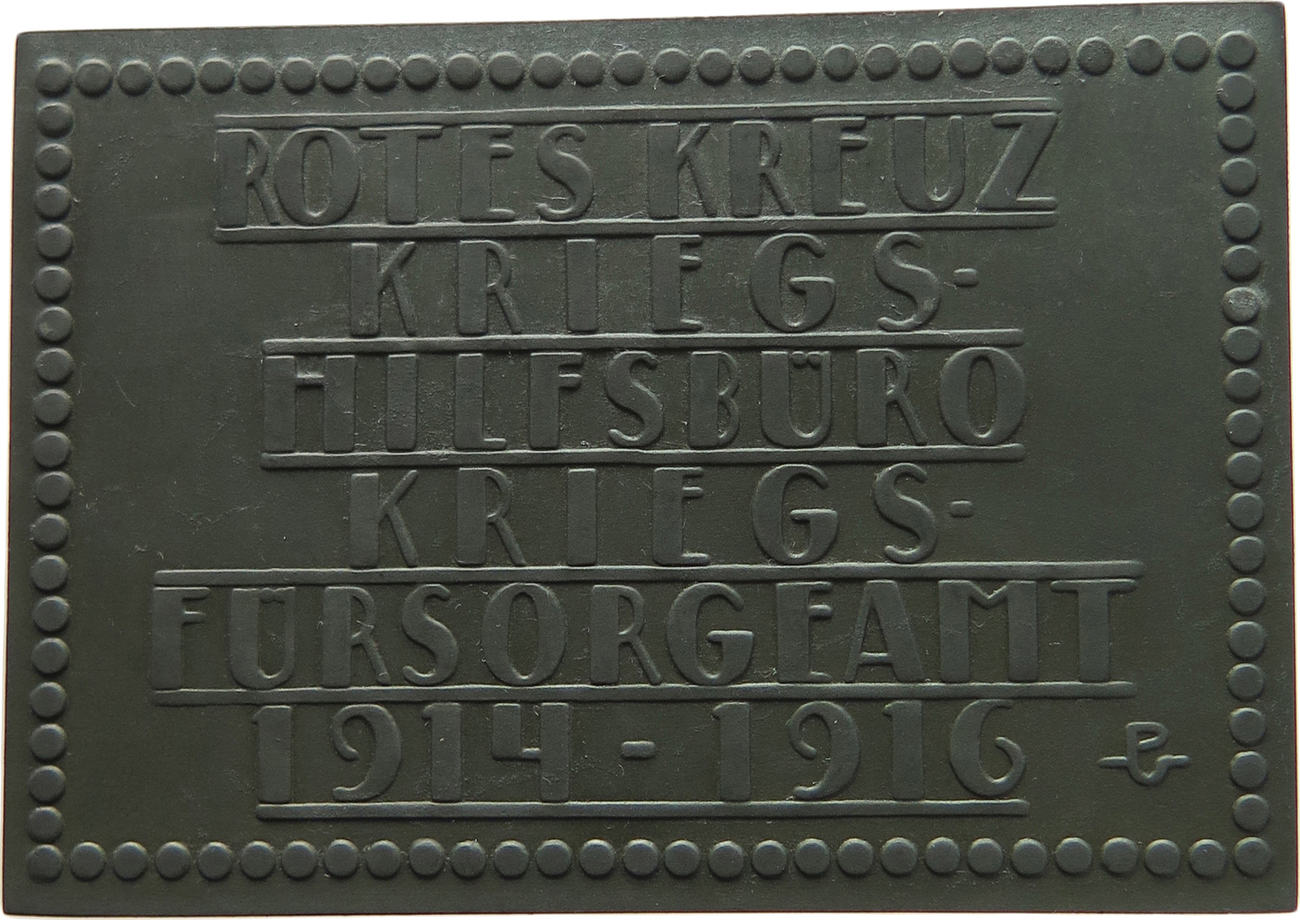 ROTES KREUZ
KRIEGS-
HILFSBÜRO
KRIEGS-
FÜRSORGEAMT
1914-1916